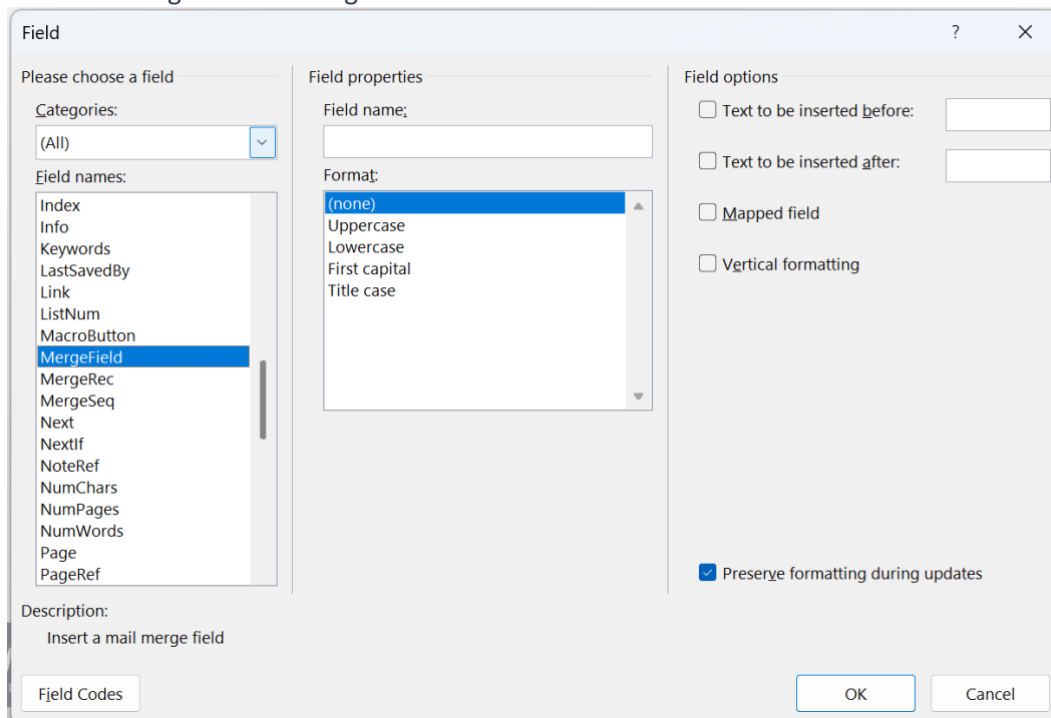 Field ?
Please choose a field
Categories:
(All)
Field names:
Index
Info
Keywords
LastSavedBy
Link
ListNum
MacroButton
MergeField
MergeRec
MergeSeq
Next
NextIf
NoteRef
NumChars
NumPages
NumWords
Page
PageRef
Field properties
Field name:
Format:
(none)
Uppercase
Lowercase
First capital
Title case
Field options
Text to be inserted before:
Text to be inserted after:
Mapped field
Vertical formatting
Preserve formatting during updates
Description:
Insert a mail merge field
Field Codes
OK
Cancel